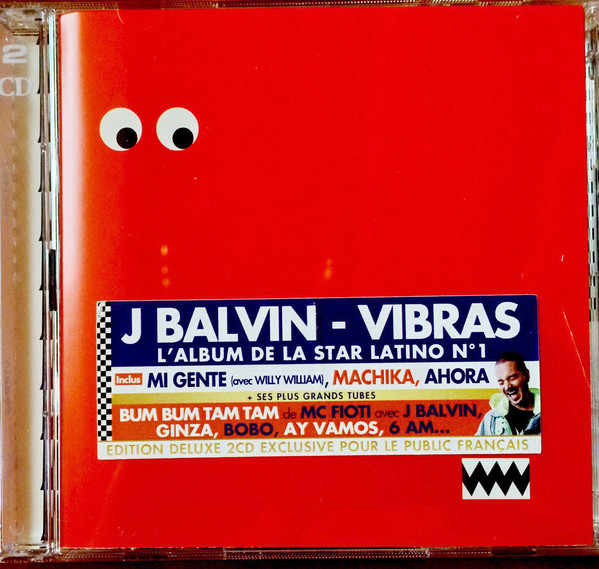 2
CD
J BALVIN - VIBRAS
L'ALBUM DE LA STAR LATINO N°1
Inclus MI GENTE (avec WILLY WILLIAM), MACHIKA, AHORA
+ SES PLUS GRANDS TUBES
BUM BUM TAM TAM de MC FIOTI avec J BALVIN,
GINZA, BOBO, AY VAMOS, 6 AM...
EDITION DELUXE 2CD EXCLUSIVE POUR LE PUBLIC FRANÇAIS